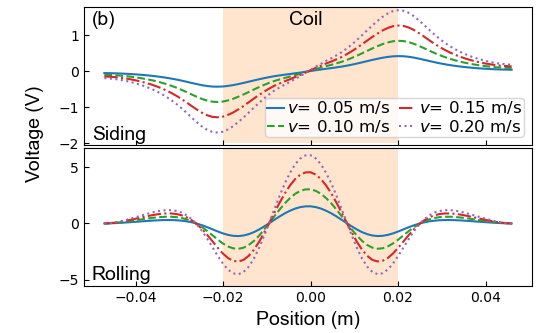 (b) Coil
1
0
−1
−2
v= 0.05 m/s v= 0.15 m/s
v= 0.10 m/s v= 0.20 m/s
Siding
Voltage (V)
5
0
−5
Rolling
−0.04 −0.02 0.00 0.02 0.04
Position (m)